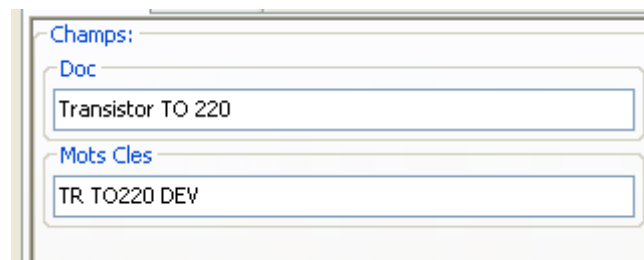 Champs:
Doc
Transistor TO 220
Mots Cles
TR TO220 DEV